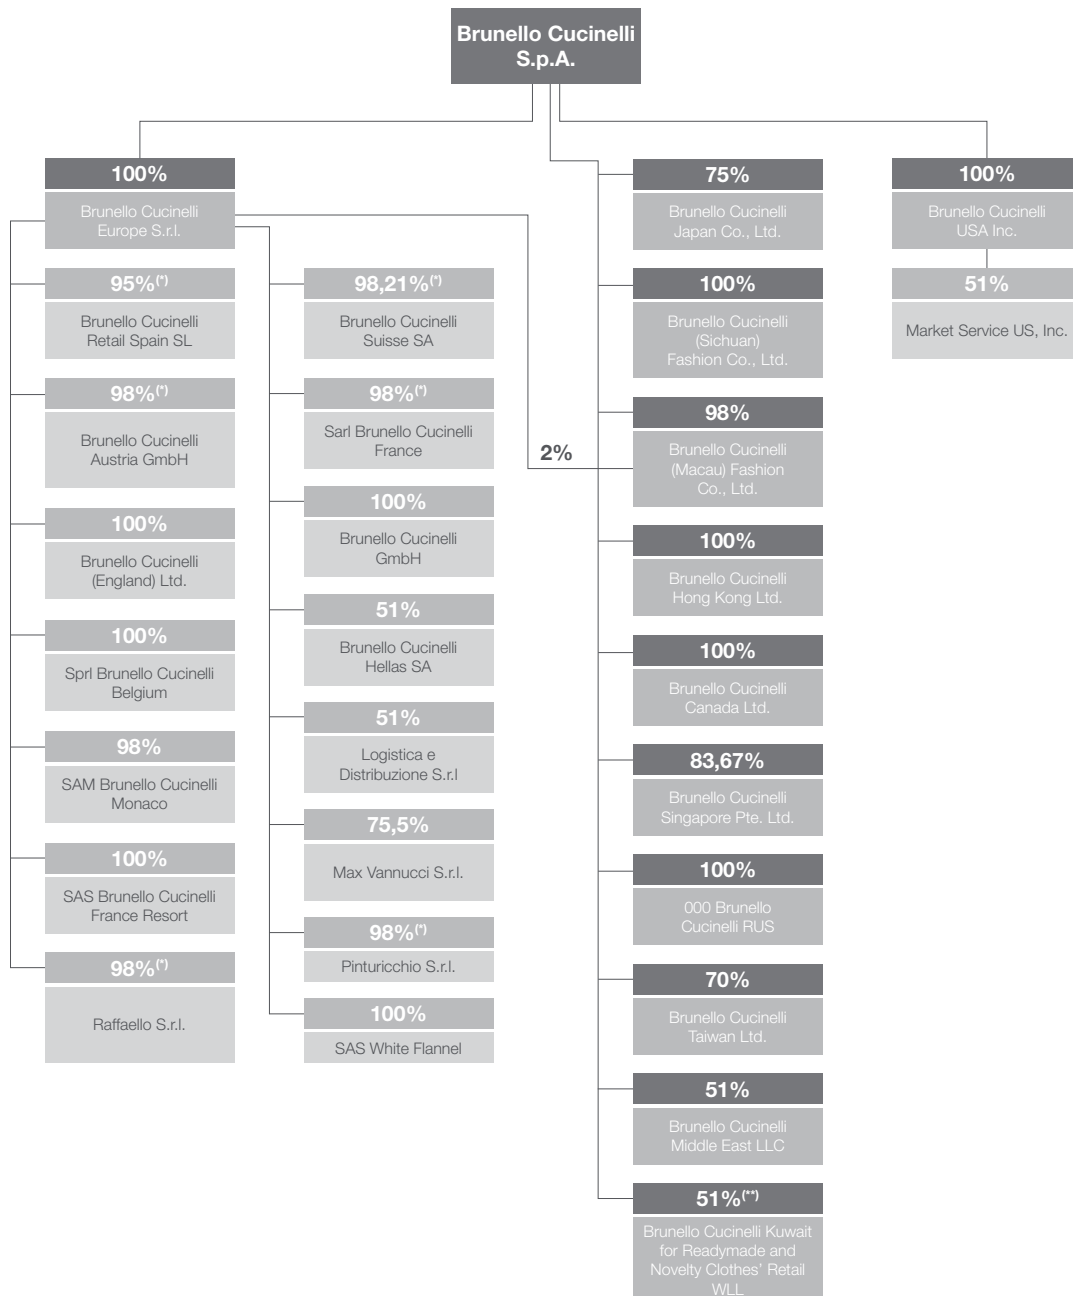 Brunello Cucinelli
S.p.A.
100%
Brunello Cucinelli
Europe S.r.l.
95%(*)
Brunello Cucinelli
Retail Spain SL
98%(*)
Brunello Cucinelli
Austria GmbH
100%
Brunello Cucinelli
(England) Ltd.
100%
Sprl Brunello Cucinelli
Belgium
98%
SAM Brunello Cucinelli
Monaco
100%
SAS Brunello Cucinelli
France Resort
98%(*)
Raffaello S.r.l.
98,21%(*)
Brunello Cucinelli
Suisse SA
98%(*)
Sarl Brunello Cucinelli
France
100%
Brunello Cucinelli
GmbH
51%
Brunello Cucinelli
Hellas SA
51%
Logistica e
Distribuzione S.r.l
75,5%
Max Vannucci S.r.l.
98%(*)
Pinturicchio S.r.l.
100%
SAS White Flannel
2%
75%
Brunello Cucinelli
Japan Co., Ltd.
100%
Brunello Cucinelli
(Sichuan)
Fashion Co., Ltd.
98%
Brunello Cucinelli
(Macau) Fashion
Co., Ltd.
100%
Brunello Cucinelli
Hong Kong Ltd.
100%
Brunello Cucinelli
Canada Ltd.
83,67%
Brunello Cucinelli
Singapore Pte. Ltd.
100%
000 Brunello
Cucinelli RUS
70%
Brunello Cucinelli
Taiwan Ltd.
51%
Brunello Cucinelli
Middle East LLC
51%(**)
Brunello Cucinelli Kuwait
for Readymade and
Novelty Clothes’ Retail
WLL
100%
Brunello Cucinelli
USA Inc.
51%
Market Service US, Inc.